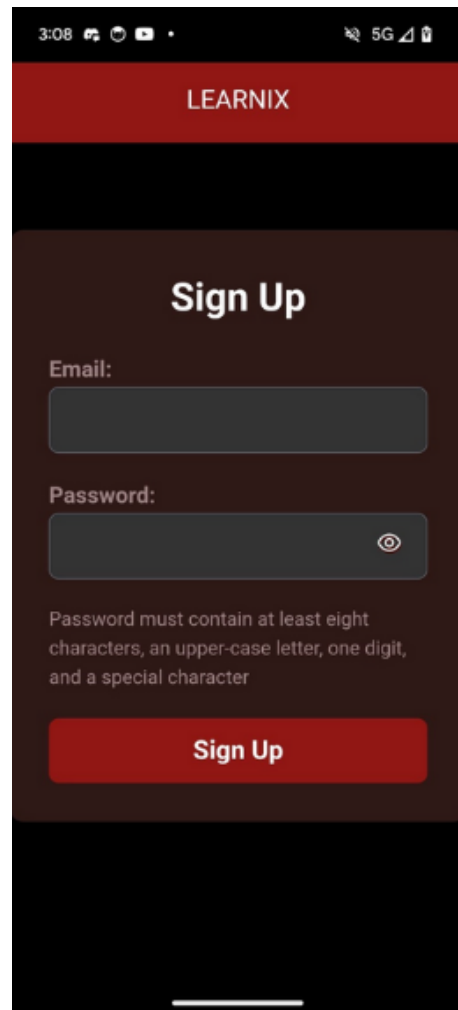 3:08 5G
LEARNIX
Sign Up
Email:
Password:
Password must contain at least eight
characters, an upper-case letter, one digit,
and a special character
Sign Up